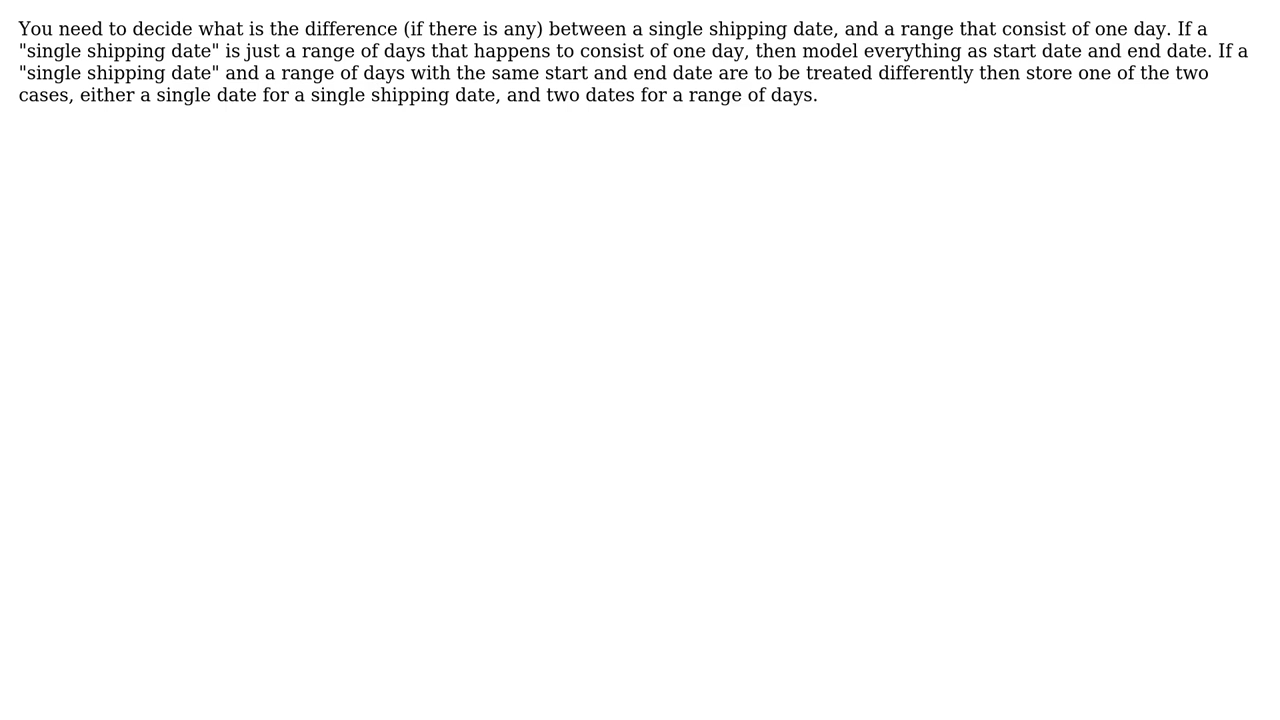 You need to decide what is the difference (if there is any) between a single shipping date, and a range that consist of one day. If a
"single shipping date" is just a range of days that happens to consist of one day, then model everything as start date and end date. If a
"single shipping date" and a range of days with the same start and end date are to be treated differently then store one of the two
cases, either a single date for a single shipping date, and two dates for a range of days.